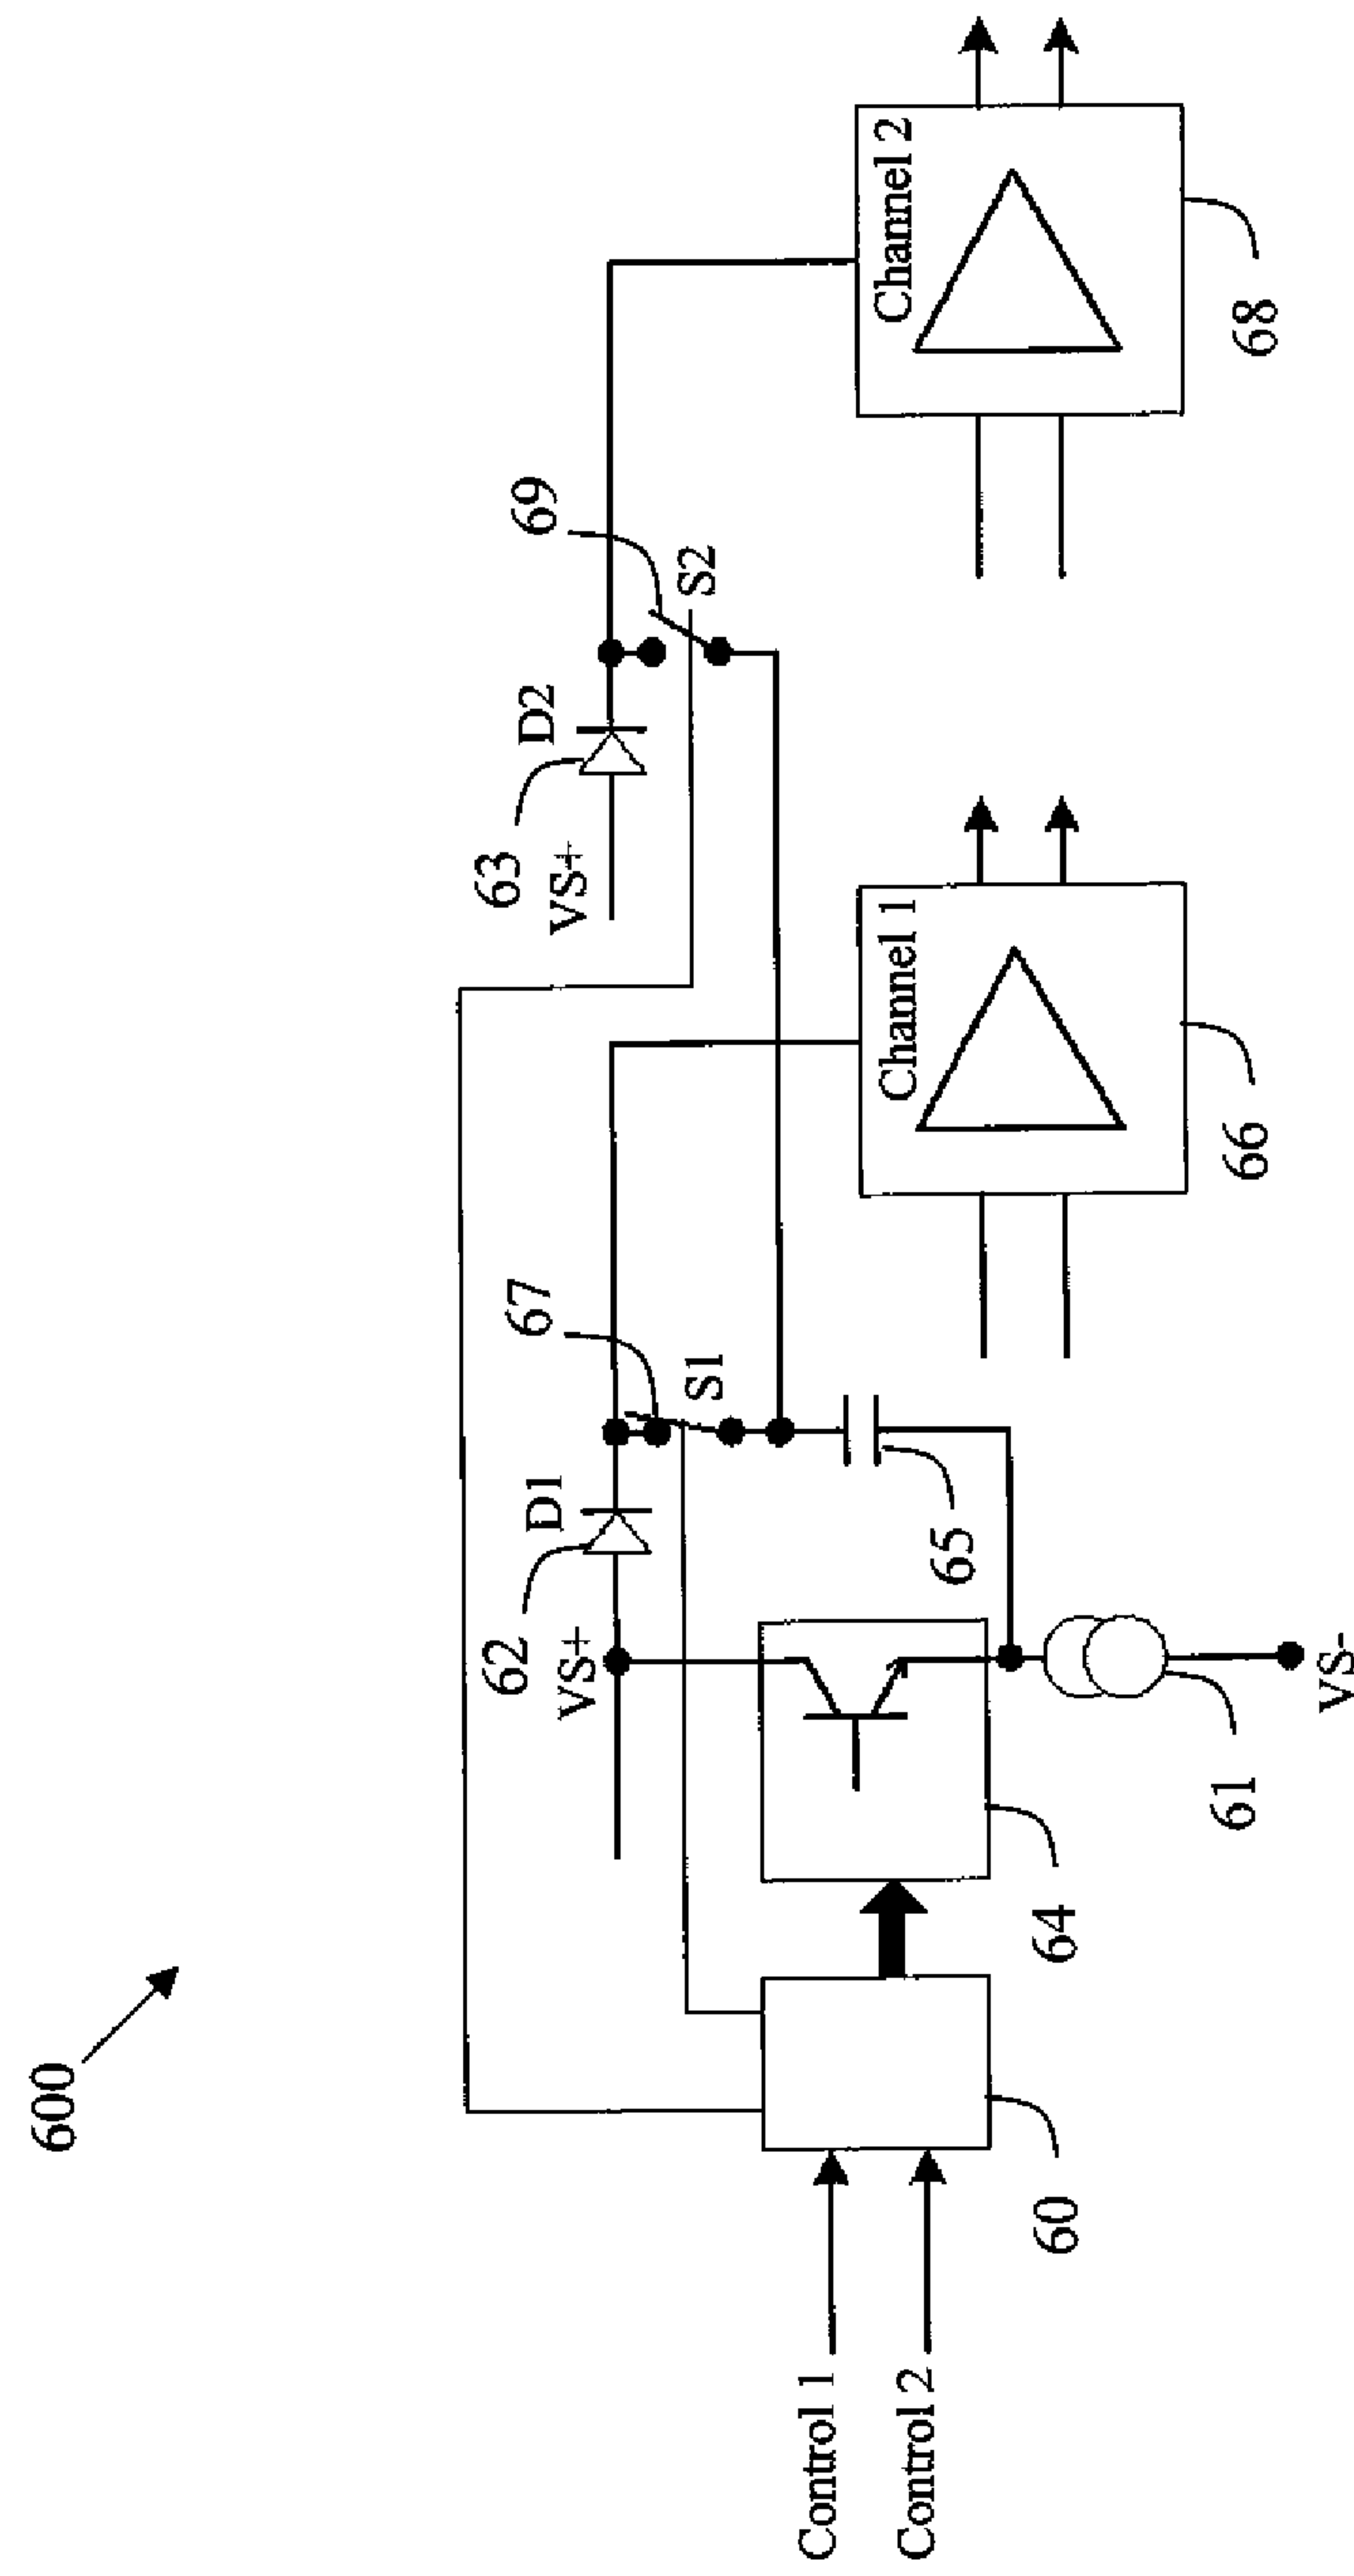 600
Control 1
Control 2
60
64
VS+
62
D1
67
S1
65
61
VS-
Channel 1
66
63
VS+
D2
69
S2
Channel 2
68